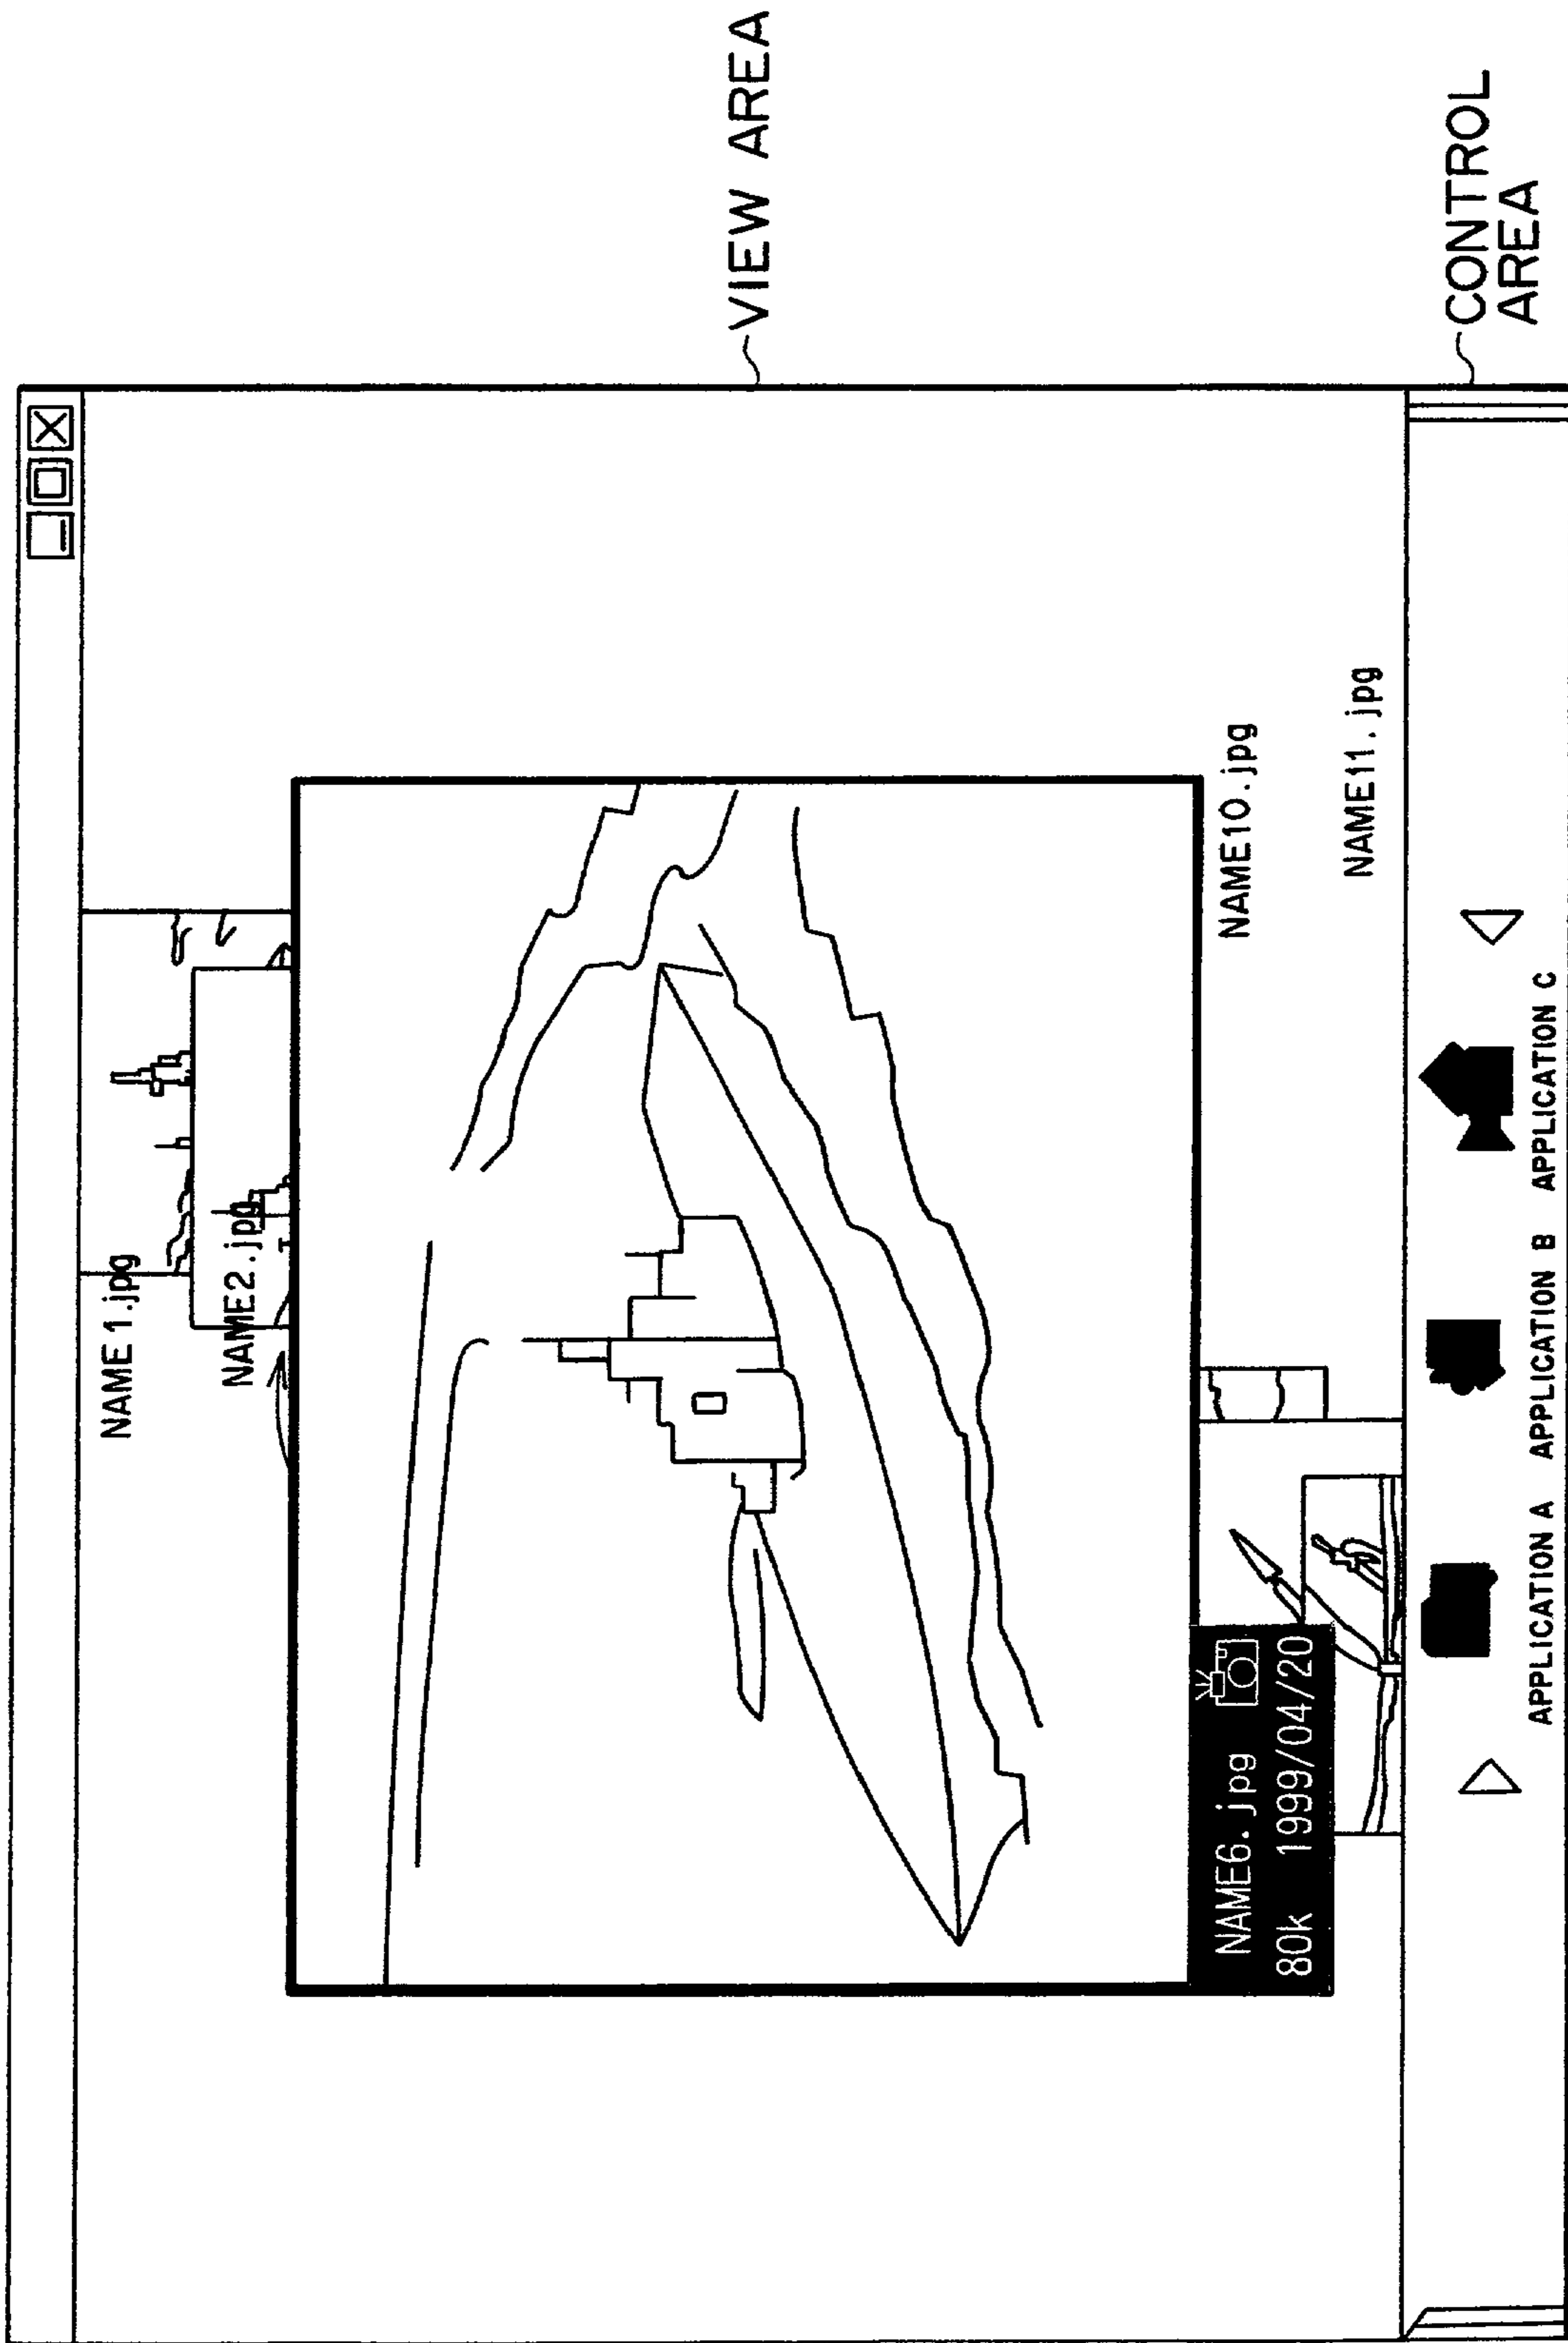 NAME1.jpg
NAME2.jpg
VIEW AREA
NAME6.jpg
80k 1999/04/20
NAME10.jpg
NAME11.jpg
CONTROL
AREA
APPLICATION A APPLICATION B APPLICATION C